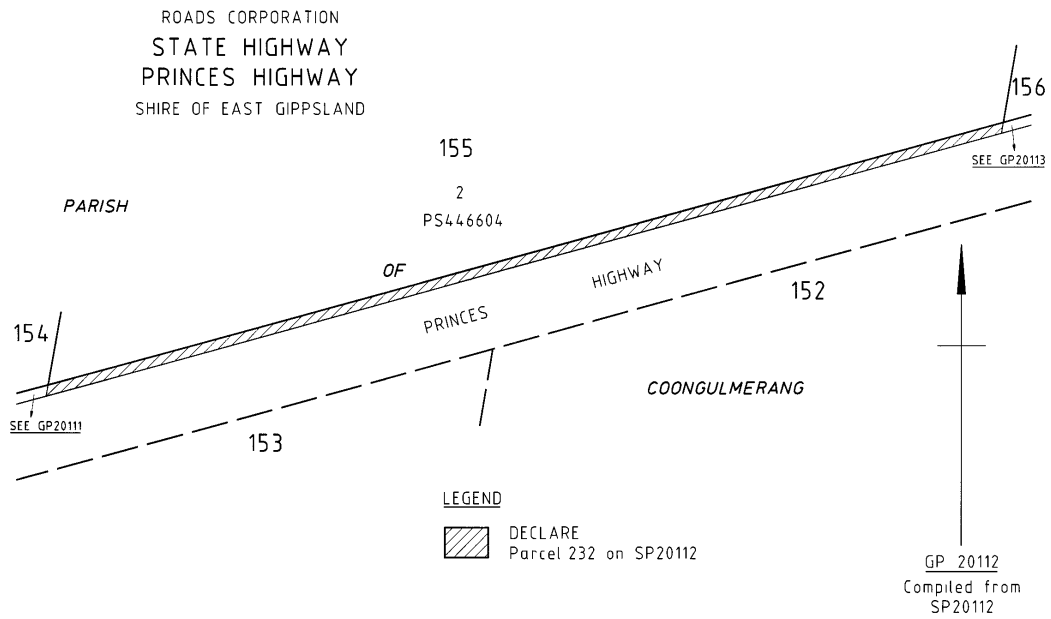 ROADS CORPORATION
STATE HIGHWAY
PRINCES HIGHWAY
SHIRE OF EAST GIPPSLAND
156
155
SEE GP20113
2
PARISH
PS446604
OF
HIGHWAY
152
PRINCES
154
COONGULMERANG
SEE GP20111
153
LEGEND
DECLARE
Parcel 232 on SP20112
GP 20112
Compiled from
SP20112